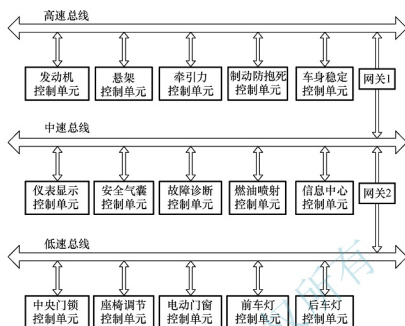 高速总线
发动机 悬架 牵引力 制动防抱死 车身稳定 网关1
控制单元 控制单元 控制单元 控制单元 控制单元
中速总线
仪表显示 安全气囊 故障诊断 燃油喷射 信息中心 网关2
控制单元 控制单元 控制单元 控制单元 控制单元
低速总线
中央门锁 座椅调节 电动门窗 前车灯 后车灯
控制单元 控制单元 控制单元 控制单元 控制单元
权所有